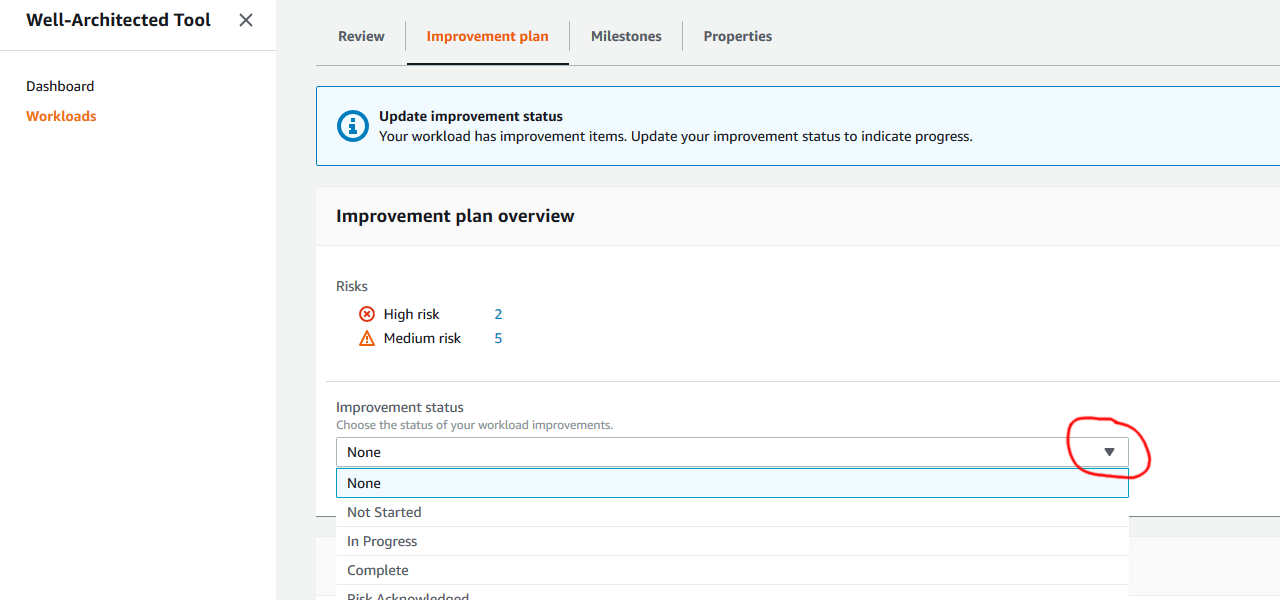 Well-Architected Tool
Dashboard
Workloads
Review
Improvement plan
Milestones
Properties
Update improvement status
Your workload has improvement items. Update your improvement status to indicate progress.
Improvement plan overview
Risks
High risk 2
Medium risk 5
Improvement status
Choose the status of your workload improvements.
None
None
Not Started
In Progress
Complete
Risk Acknowledged